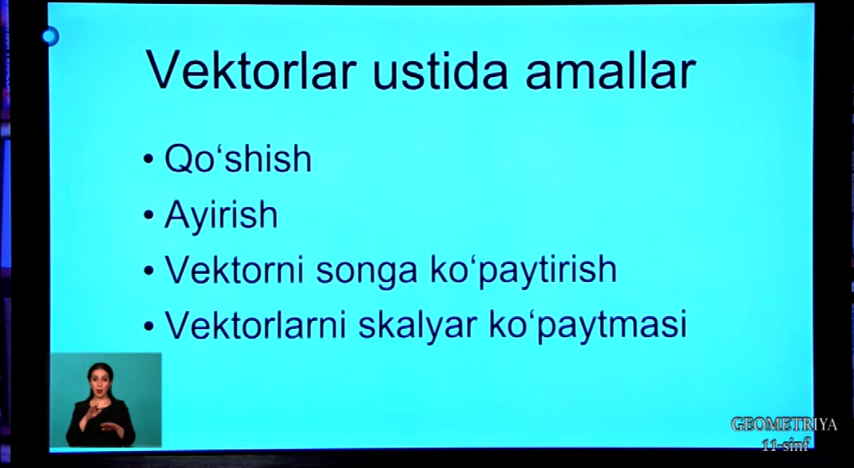 Vektorlar ustida amallar
• Qo‘shish
• Ayirish
• Vektorni songa ko‘paytirish
• Vektorlarni skalyar ko‘paytmasi
GEOMETRIYA
11-sinf